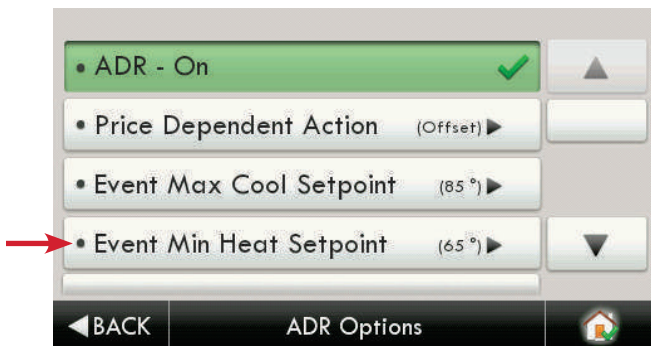 ADR - On
Price Dependent Action (Offset)
Event Max Cool Setpoint (85 °)
Event Min Heat Setpoint (65 °)
BACK ADR Options